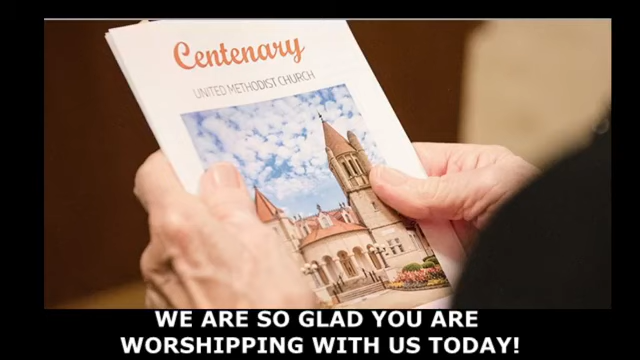 Centenary
UNITED METHODIST CHURCH
WE ARE SO GLAD YOU ARE
WORSHIPPING WITH US TODAY!